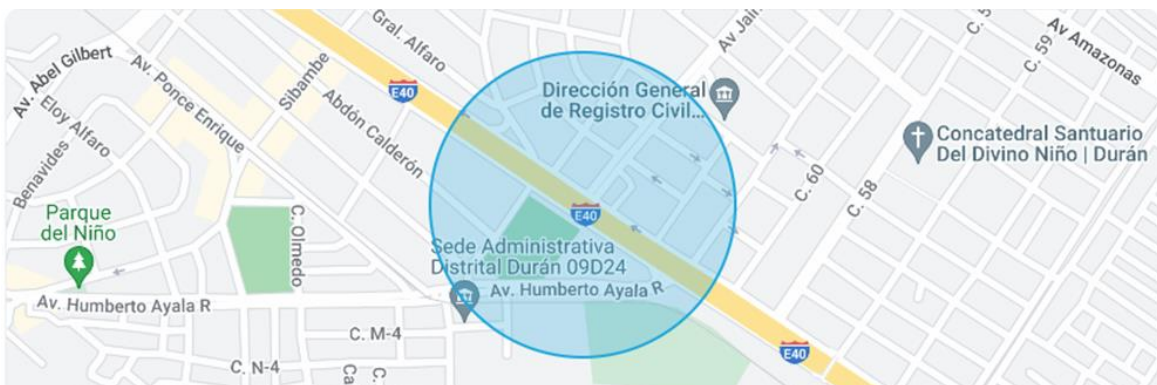 Av. Abel Gilbert
Eloy Alfaro
Benavides
Av. Ponce Enrique
Sibambe
Gral. Alfaro
Abdón Calderón
E40
Av Jai
Dirección General
de Registro Civil...
C. 59
Av Amazonas
Concatedral Santuario
Del Divino Niño | Durán
C. 60
C. 58
Parque
del Niño
C. Olmedo
E40
Sede Administrativa
Distrital Durán 09D24
Av. Humberto Ayala R
Av. Humberto Ayala R
C. M-4
C. N-4
Ca
E40